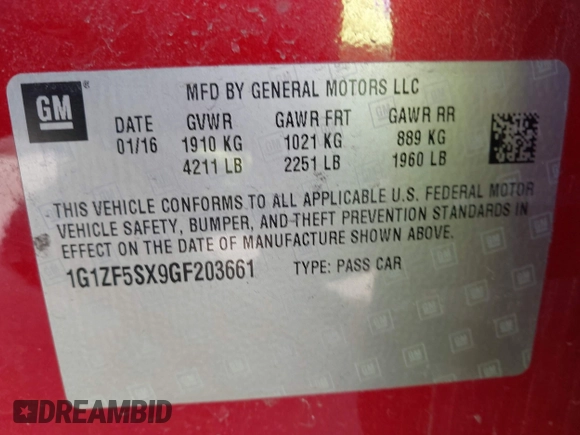 GM
MFD BY GENERAL MOTORS LLC
DATE GVWR GAWR FRT GAWR RR
01/16 1910 KG 1021 KG 889 KG
4211 LB 2251 LB 1960 LB
THIS VEHICLE CONFORMS TO ALL APPLICABLE U.S. FEDERAL MOTOR
VEHICLE SAFETY, BUMPER, AND THEFT PREVENTION STANDARDS IN
EFFECT ON THE DATE OF MANUFACTURE SHOWN ABOVE.
1G1ZF5SX9GF203661 TYPE: PASS CAR
DREAMBID